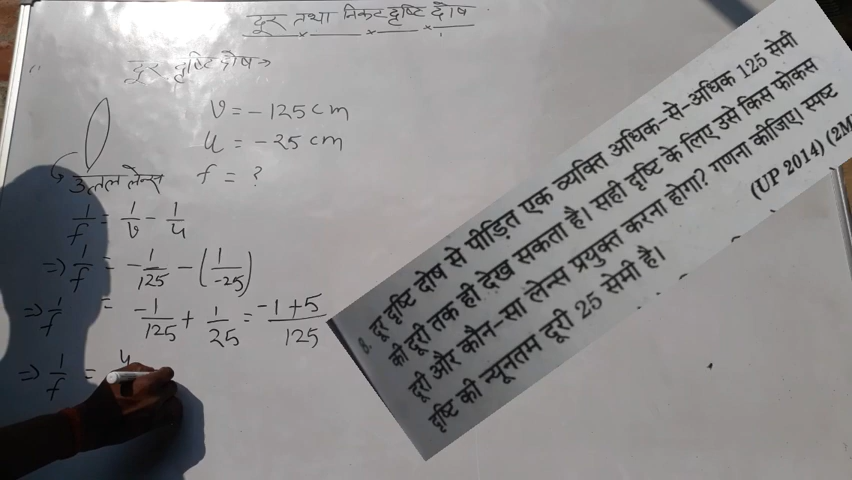 दूर तथा निकट दृष्टि दोष
दूर दृष्टि दोष →
v = -125 cm
u = -25 cm
उत्तल लेन्स f = ?
1/f = 1/v - 1/u
⇒ 1/f = -1/125 - (1/-25)
⇒ 1/f = -1/125 + 1/25 = -1+5/125
⇒ 1/f = 4
8. दूर दृष्टि दोष से पीड़ित एक व्यक्ति अधिक-से-अधिक 125 सेमी
की दूरी तक ही देख सकता है। सही दृष्टि के लिए उसे किस फोकस
दूरी और कौन-सा लेन्स प्रयुक्त करना होगा? गणना कीजिए। स्पष्ट
दृष्टि की न्यूनतम दूरी 25 सेमी है।
(UP 2014) (2M